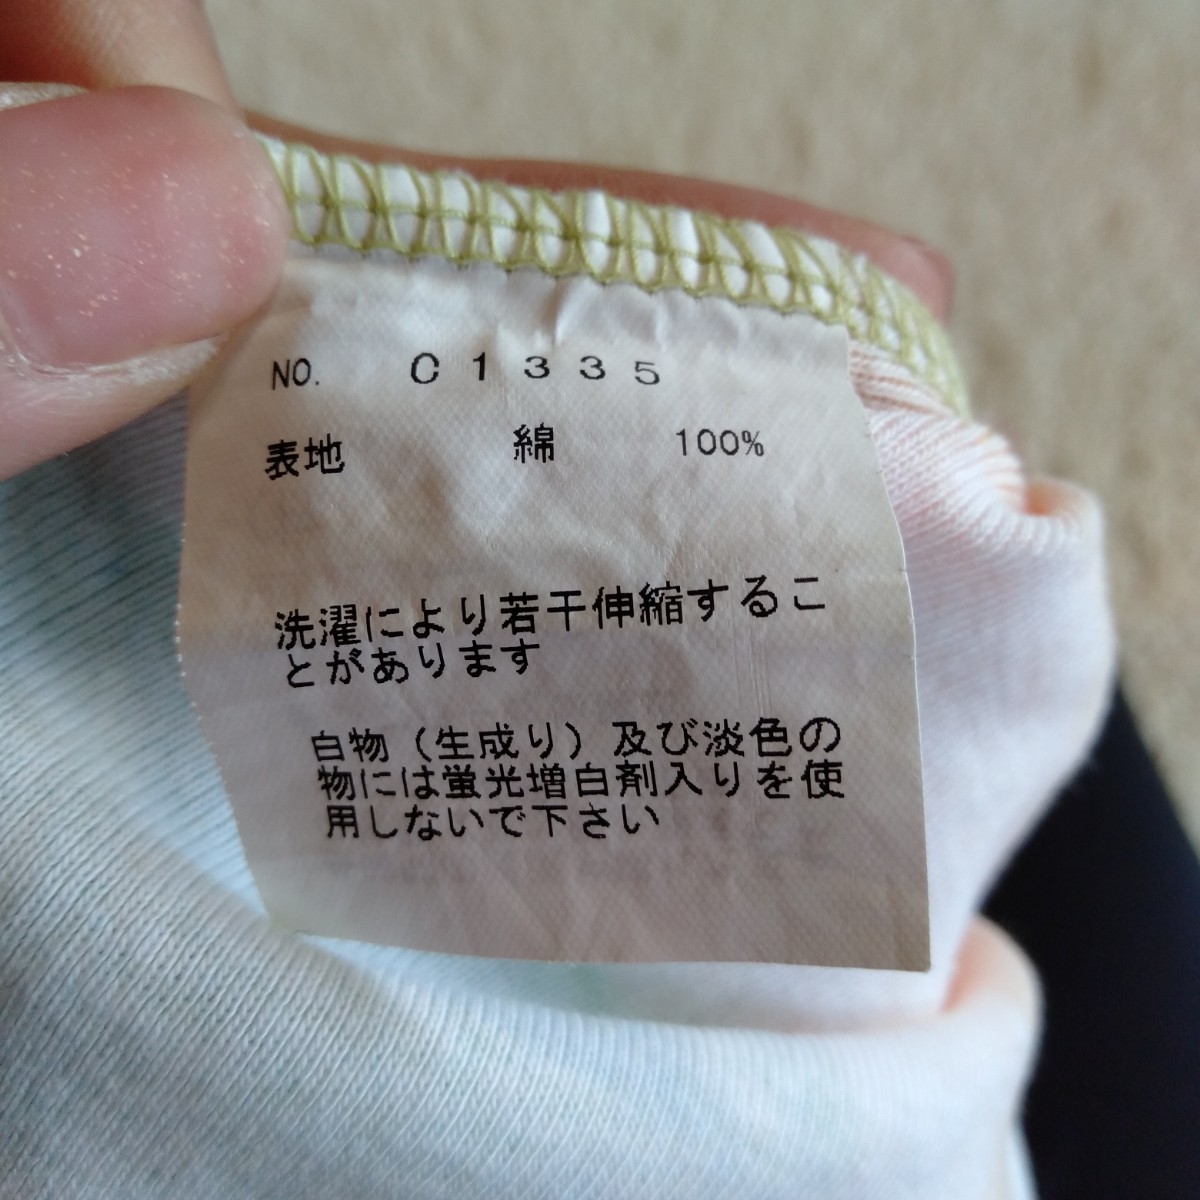 NO. C1335
表地 綿 100%
洗濯により若干伸縮するこ
とがあります
白物（生成り）及び淡色の
物には蛍光増白剤入りを使
用しないで下さい